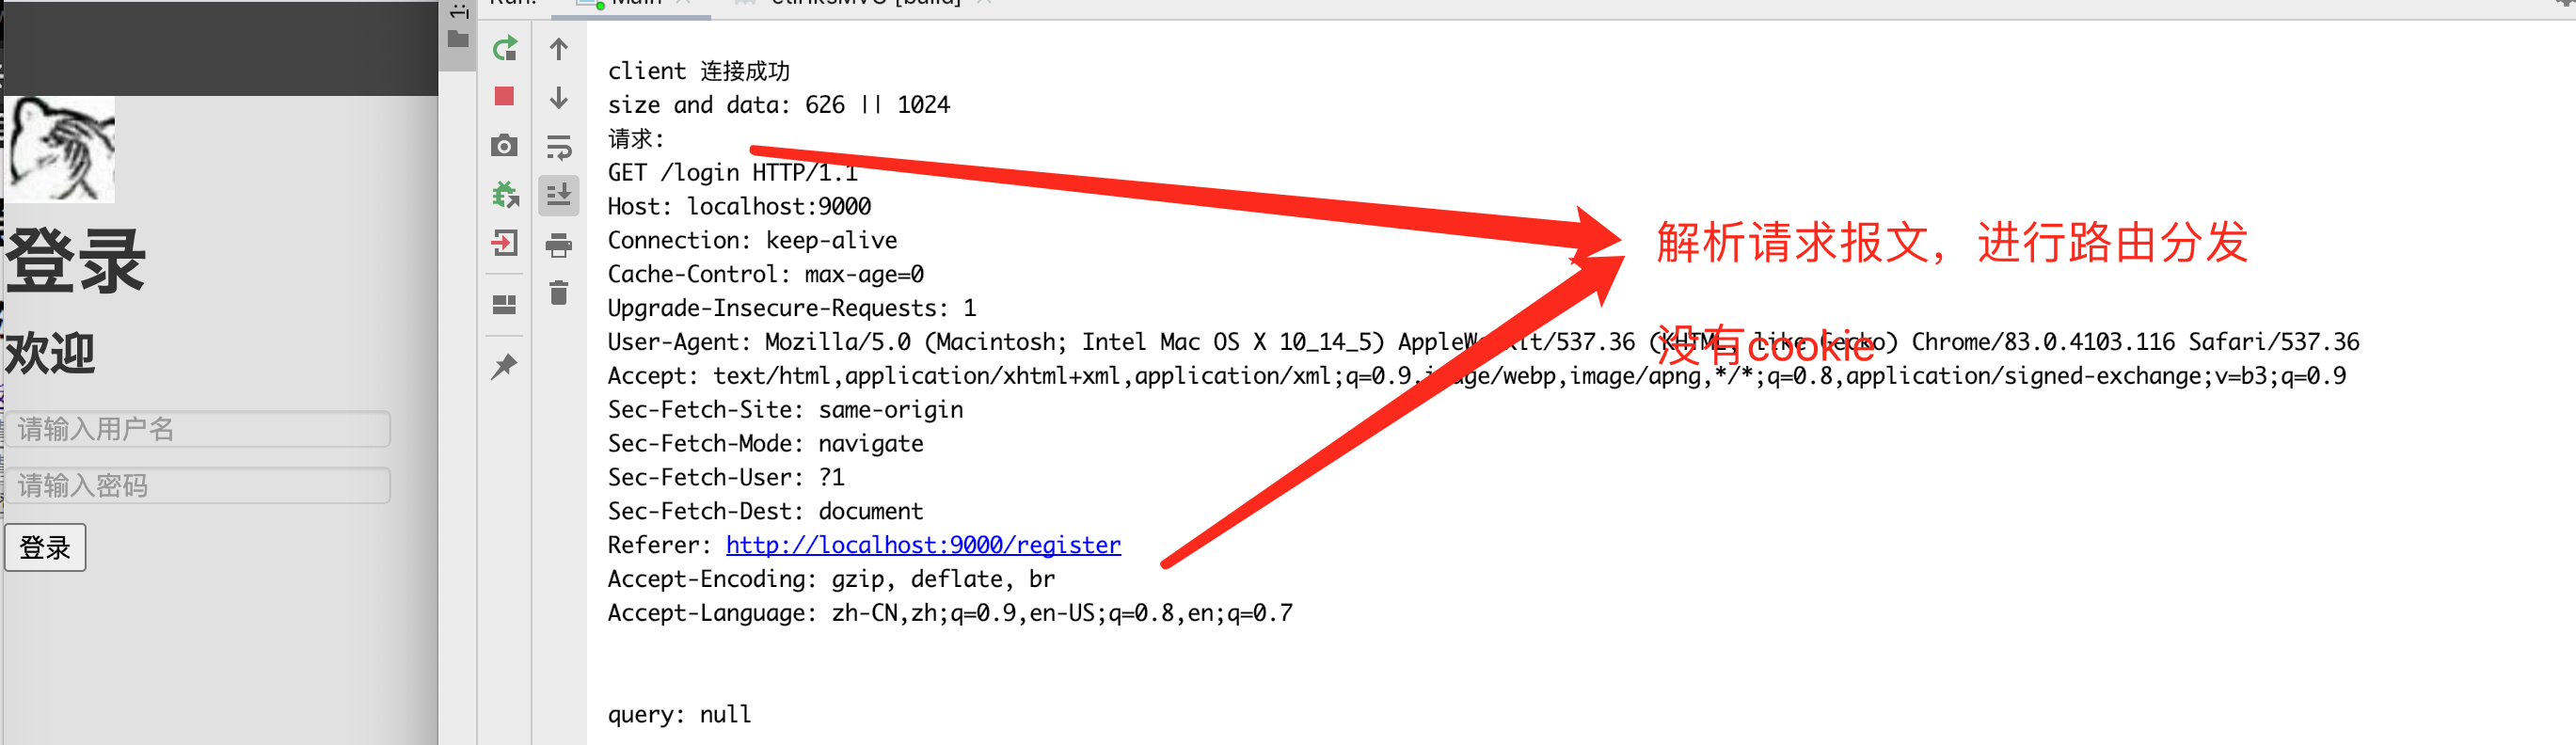 登录
欢迎
请输入用户名
请输入密码
登录
client 连接成功
size and data: 626 || 1024
请求:
GET /login HTTP/1.1
Host: localhost:9000
Connection: keep-alive
Cache-Control: max-age=0
Upgrade-Insecure-Requests: 1
User-Agent: Mozilla/5.0 (Macintosh; Intel Mac OS X 10_14_5) AppleWebKit/537.36 (KHTML, like Gecko) Chrome/83.0.4103.116 Safari/537.36
Accept: text/html,application/xhtml+xml,application/xml;q=0.9,image/webp,image/apng,*/*;q=0.8,application/signed-exchange;v=b3;q=0.9
Sec-Fetch-Site: same-origin
Sec-Fetch-Mode: navigate
Sec-Fetch-User: ?1
Sec-Fetch-Dest: document
Referer: http://localhost:9000/register
Accept-Encoding: gzip, deflate, br
Accept-Language: zh-CN,zh;q=0.9,en-US;q=0.8,en;q=0.7
query: null
解析请求报文，进行路由分发
没有cookie